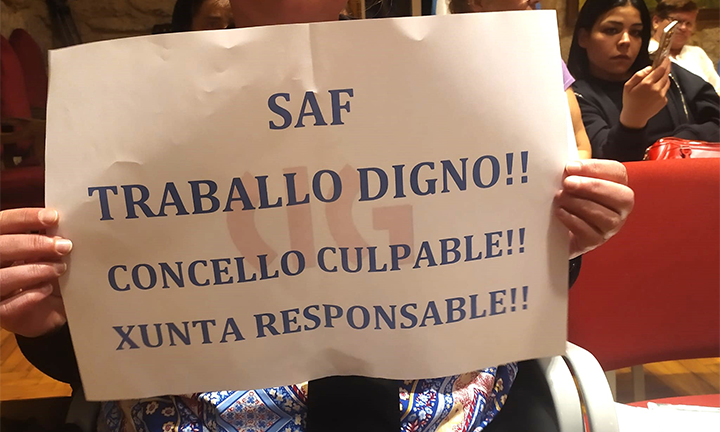 SAF
TRABALLO DIGNO!!
CONCELLO CULPABLE!!
XUNTA RESPONSABLE!!